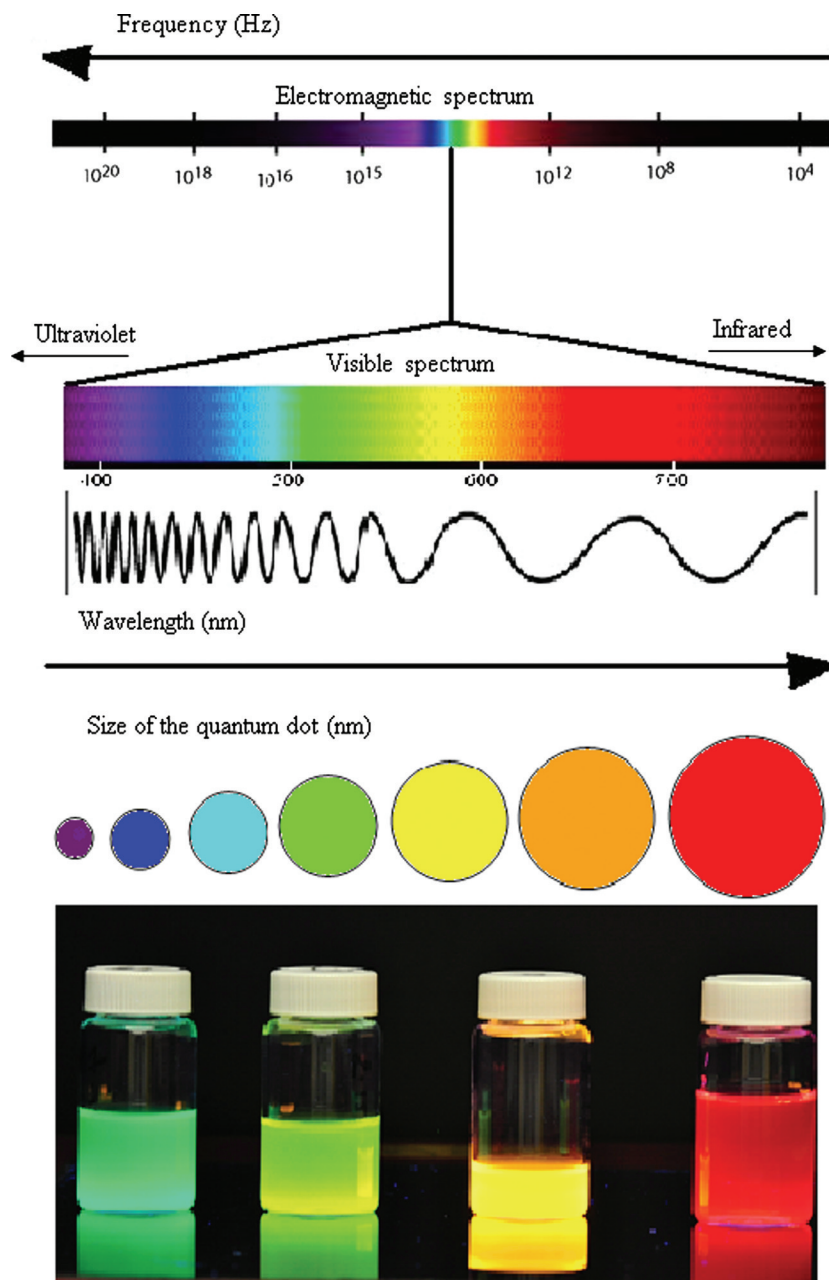 Frequency (Hz)
Electromagnetic spectrum
10²⁰ 10¹⁸ 10¹⁶ 10¹⁵ 10¹² 10⁸ 10⁴
Ultraviolet Infrared
Visible spectrum
400 500 600 700
Wavelength (nm)
Size of the quantum dot (nm)